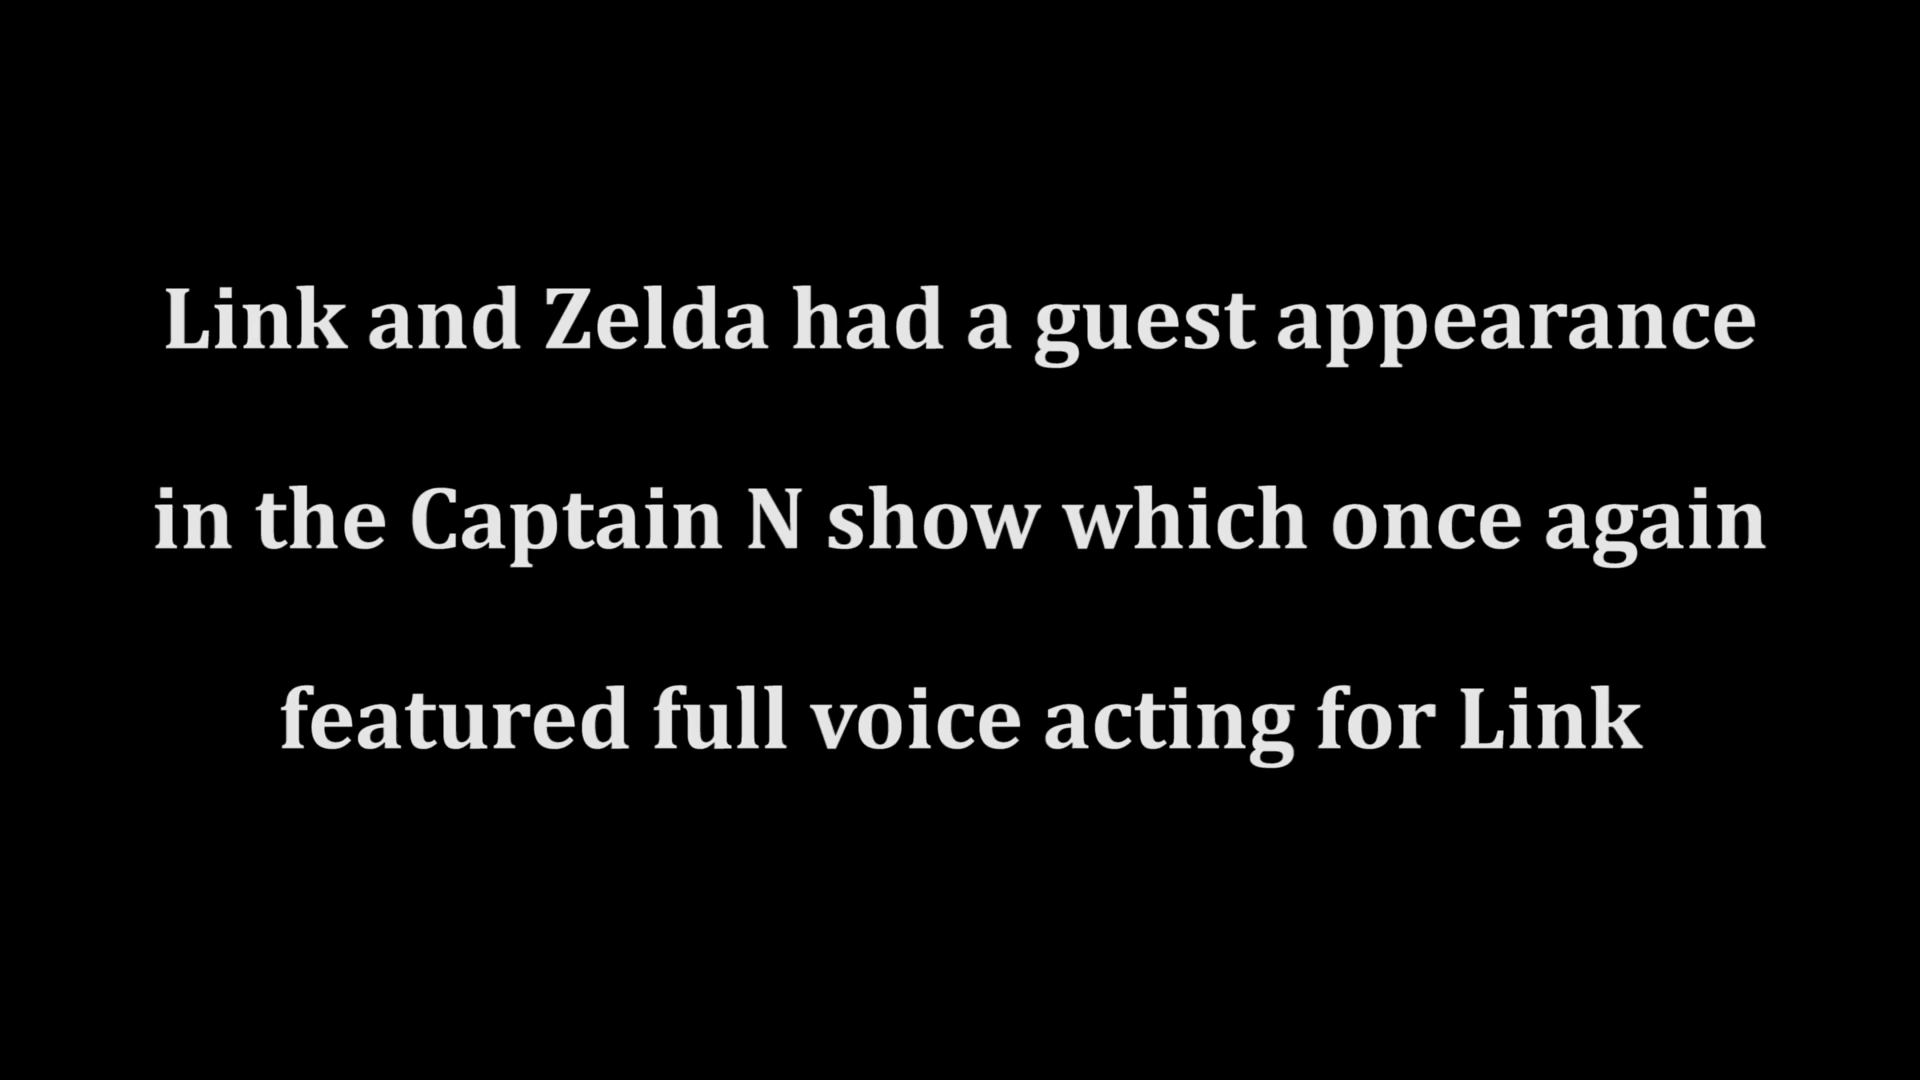 Link and Zelda had a guest appearance
in the Captain N show which once again
featured full voice acting for Link